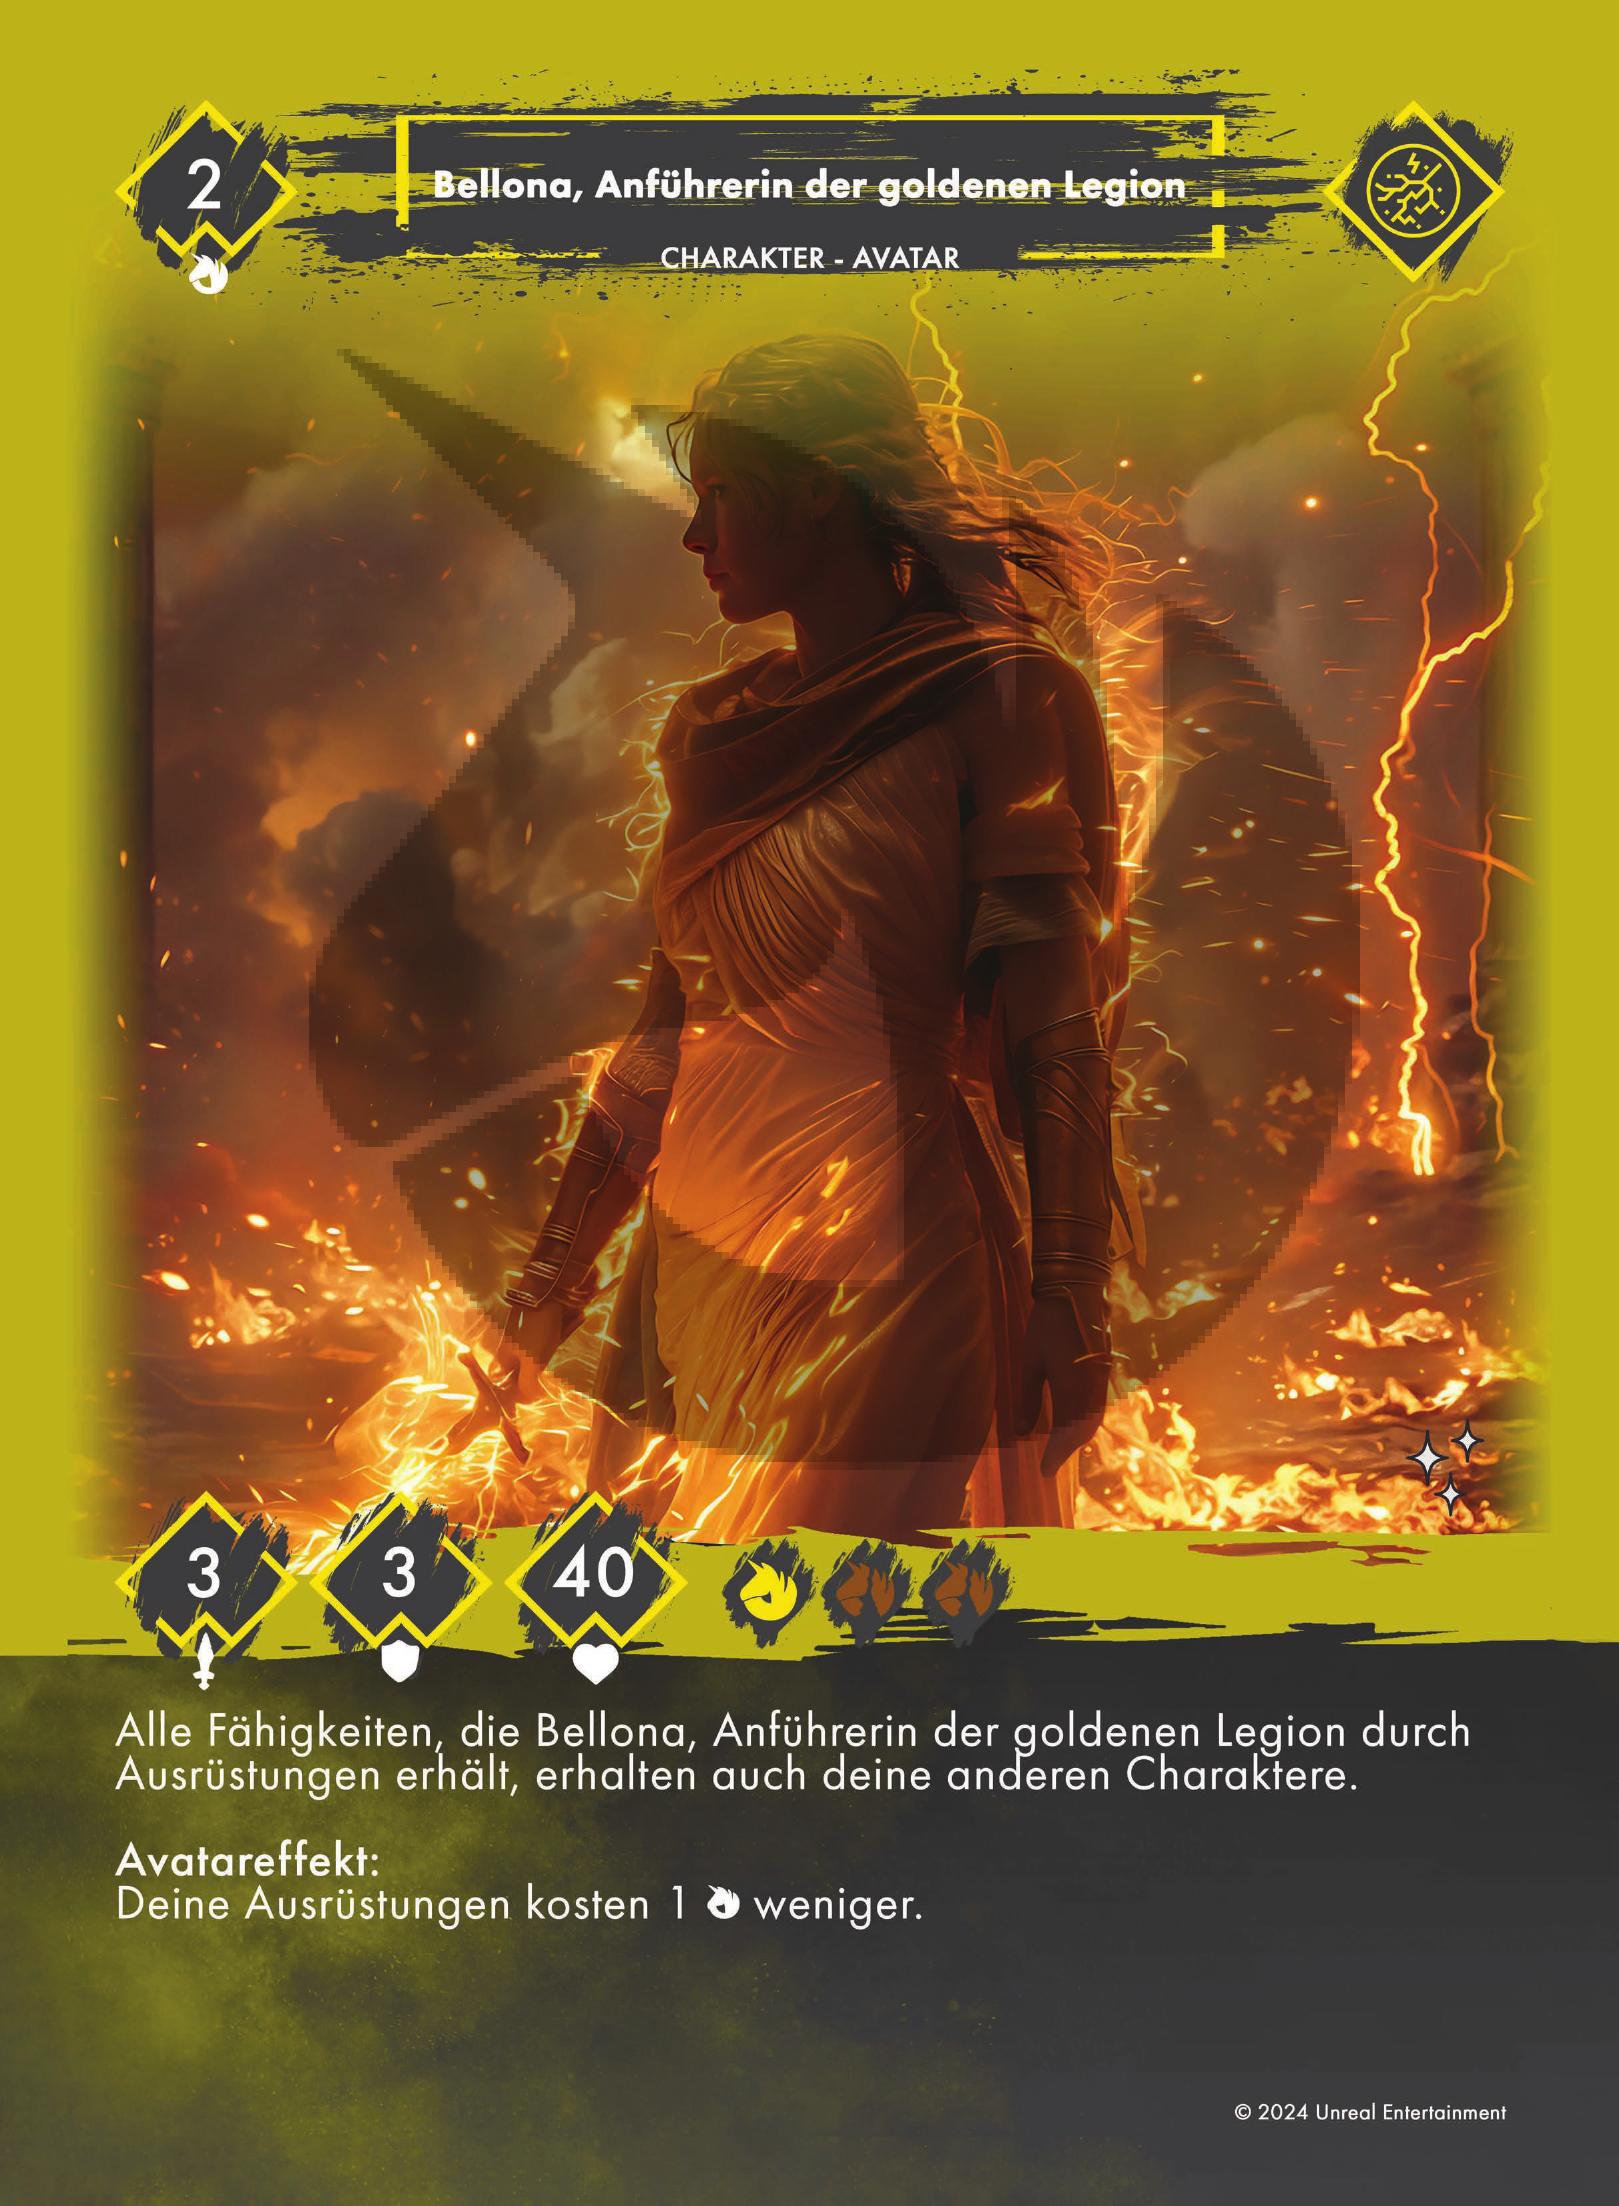 2
Bellona, Anführerin der goldenen Legion
CHARAKTER - AVATAR
3
3
40
Alle Fähigkeiten, die Bellona, Anführerin der goldenen Legion durch
Ausrüstungen erhält, erhalten auch deine anderen Charaktere.
Avatareffekt:
Deine Ausrüstungen kosten 1 weniger.
© 2024 Unreal Entertainment